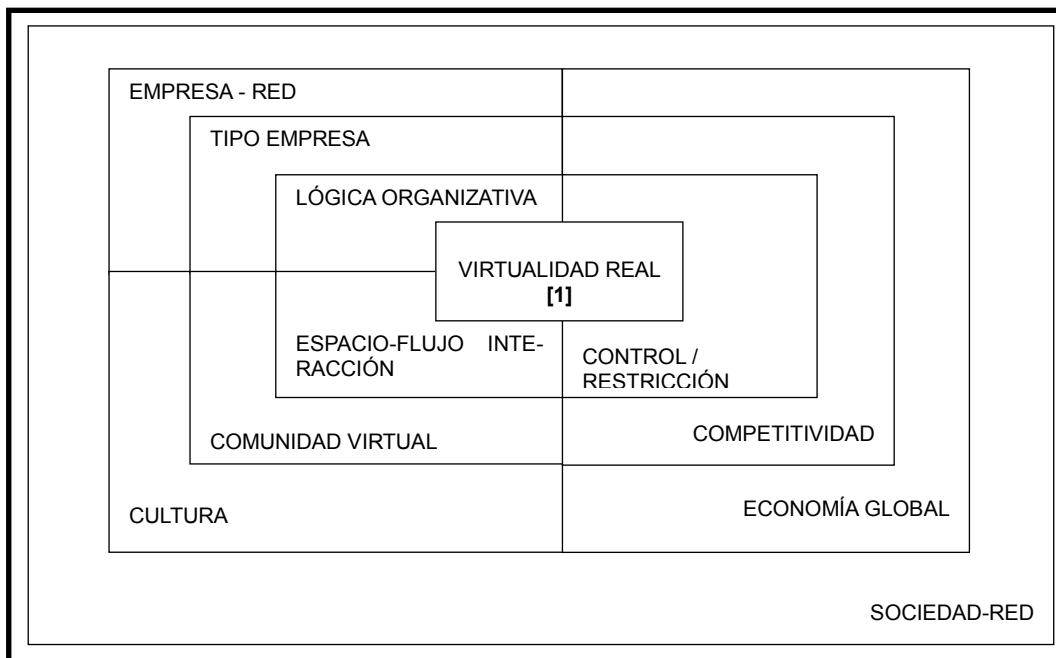 EMPRESA - RED
TIPO EMPRESA
LÓGICA ORGANIZATIVA
VIRTUALIDAD REAL
[1]
ESPACIO-FLUJO INTE-
RACCIÓN
CONTROL /
RESTRICCIÓN
COMUNIDAD VIRTUAL
COMPETITIVIDAD
CULTURA
ECONOMÍA GLOBAL
SOCIEDAD-RED